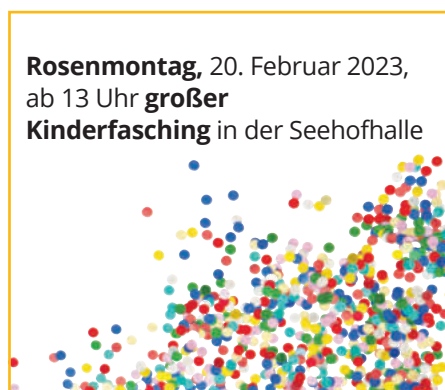 Rosenmontag, 20. Februar 2023,
ab 13 Uhr großer
Kinderfasching in der Seehofhalle